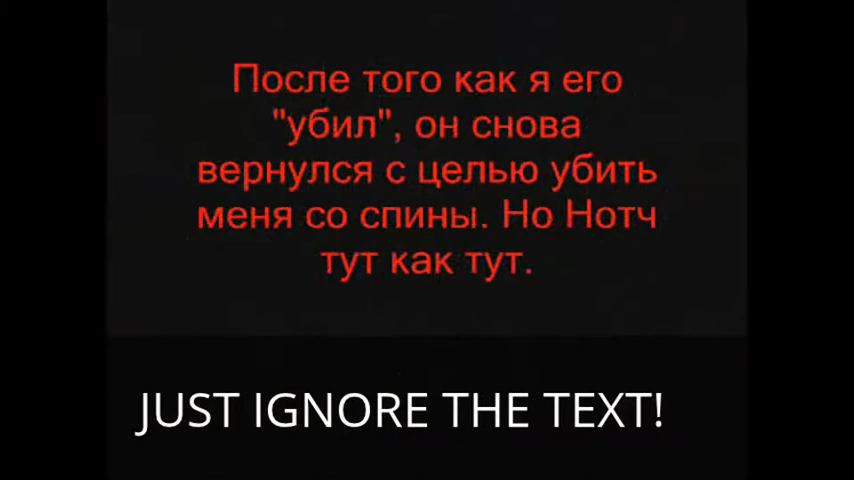 После того как я его
"убил", он снова
вернулся с целью убить
меня со спины. Но Нотч
тут как тут.
JUST IGNORE THE TEXT!